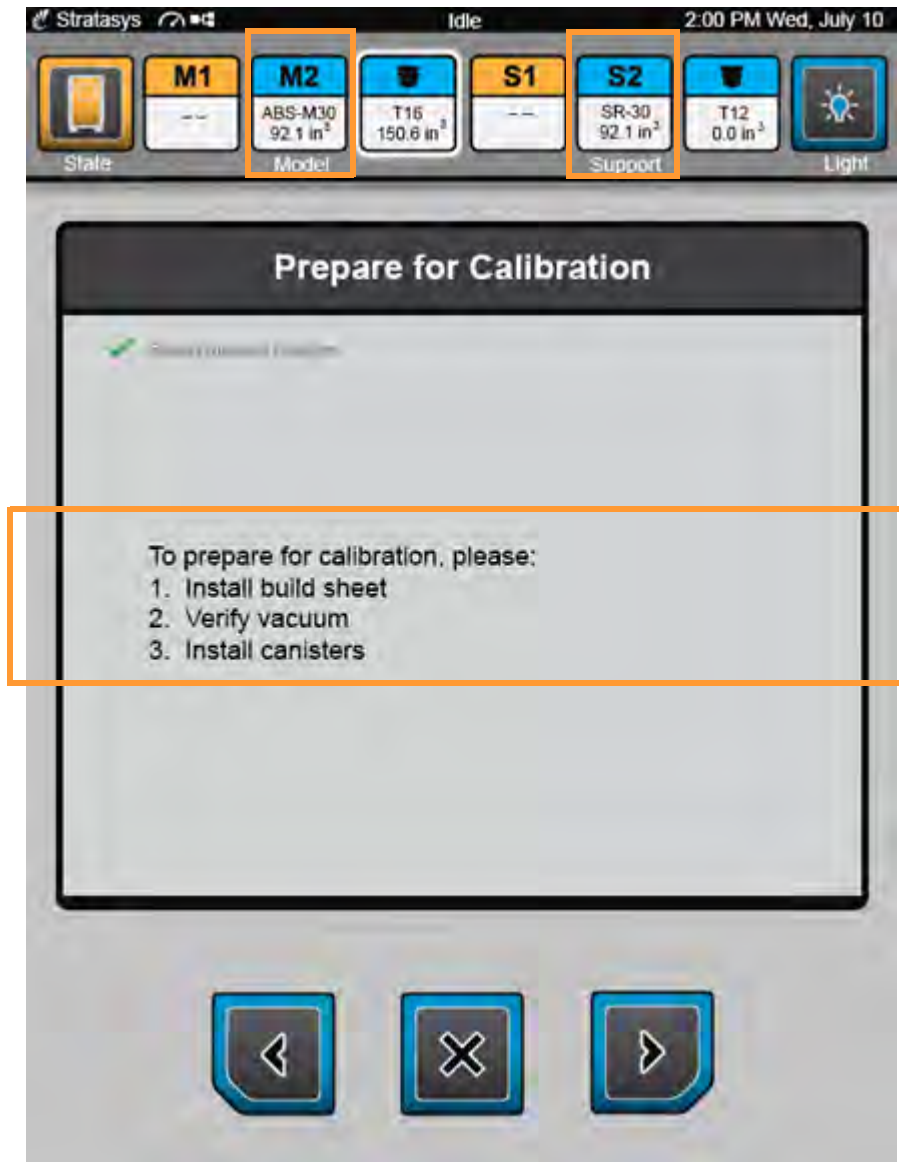 Stratasys Idle 2:00 PM Wed, July 10
M1 M2 S1 S2
-- ABS-M30 T16 -- SR-30 T12
92.1 in³ 150.6 in³ 92.1 in³ 0.0 in³
State Model Support Light
Prepare for Calibration
To prepare for calibration, please:
1. Install build sheet
2. Verify vacuum
3. Install canisters